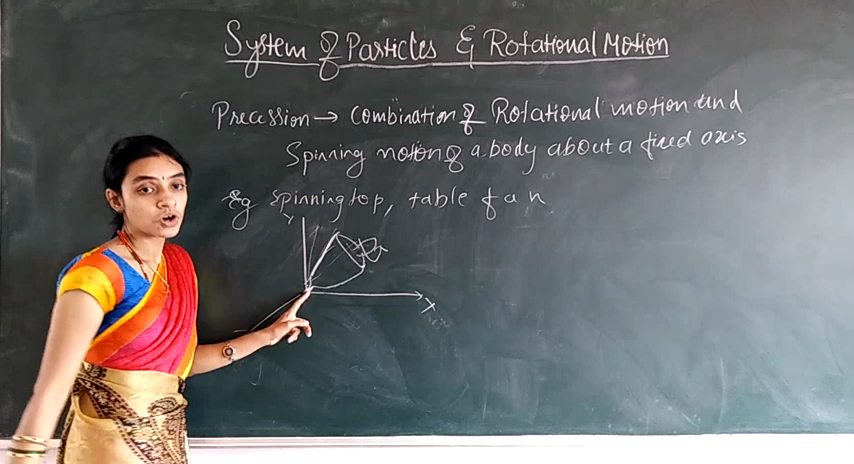 System of Particles & Rotational Motion
Precession → Combination of Rotational motion and
Spinning motion of a body about a fixed axis
Eg Spinning top, table fan
Y
X